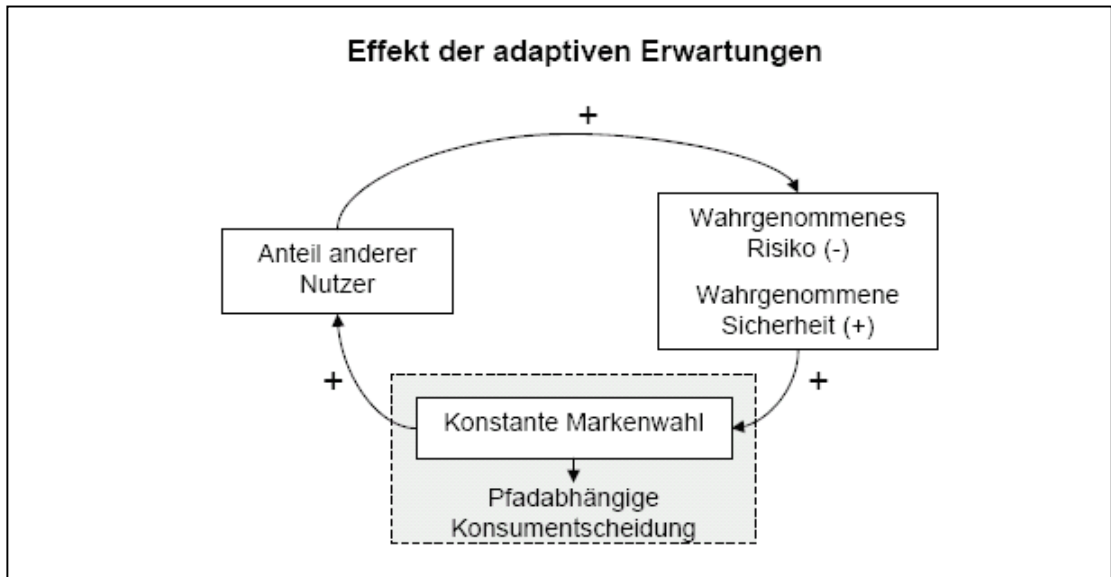 Effekt der adaptiven Erwartungen
+
Anteil anderer
Nutzer
Wahrgenommenes
Risiko (-)
Wahrgenommene
Sicherheit (+)
+
+
Konstante Markenwahl
Pfadabhängige
Konsumentscheidung